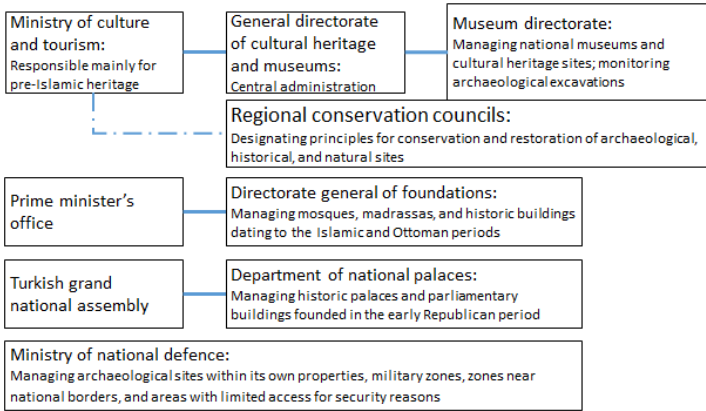 Ministry of culture
and tourism:
Responsible mainly for
pre-Islamic heritage
General directorate
of cultural heritage
and museums:
Central administration
Museum directorate:
Managing national museums and
cultural heritage sites; monitoring
archaeological excavations
Regional conservation councils:
Designating principles for conservation and restoration of archaeological,
historical, and natural sites
Prime minister's
office
Directorate general of foundations:
Managing mosques, madrassas, and historic buildings
dating to the Islamic and Ottoman periods
Turkish grand
national assembly
Department of national palaces:
Managing historic palaces and parliamentary
buildings founded in the early Republican period
Ministry of national defence:
Managing archaeological sites within its own properties, military zones, zones near
national borders, and areas with limited access for security reasons